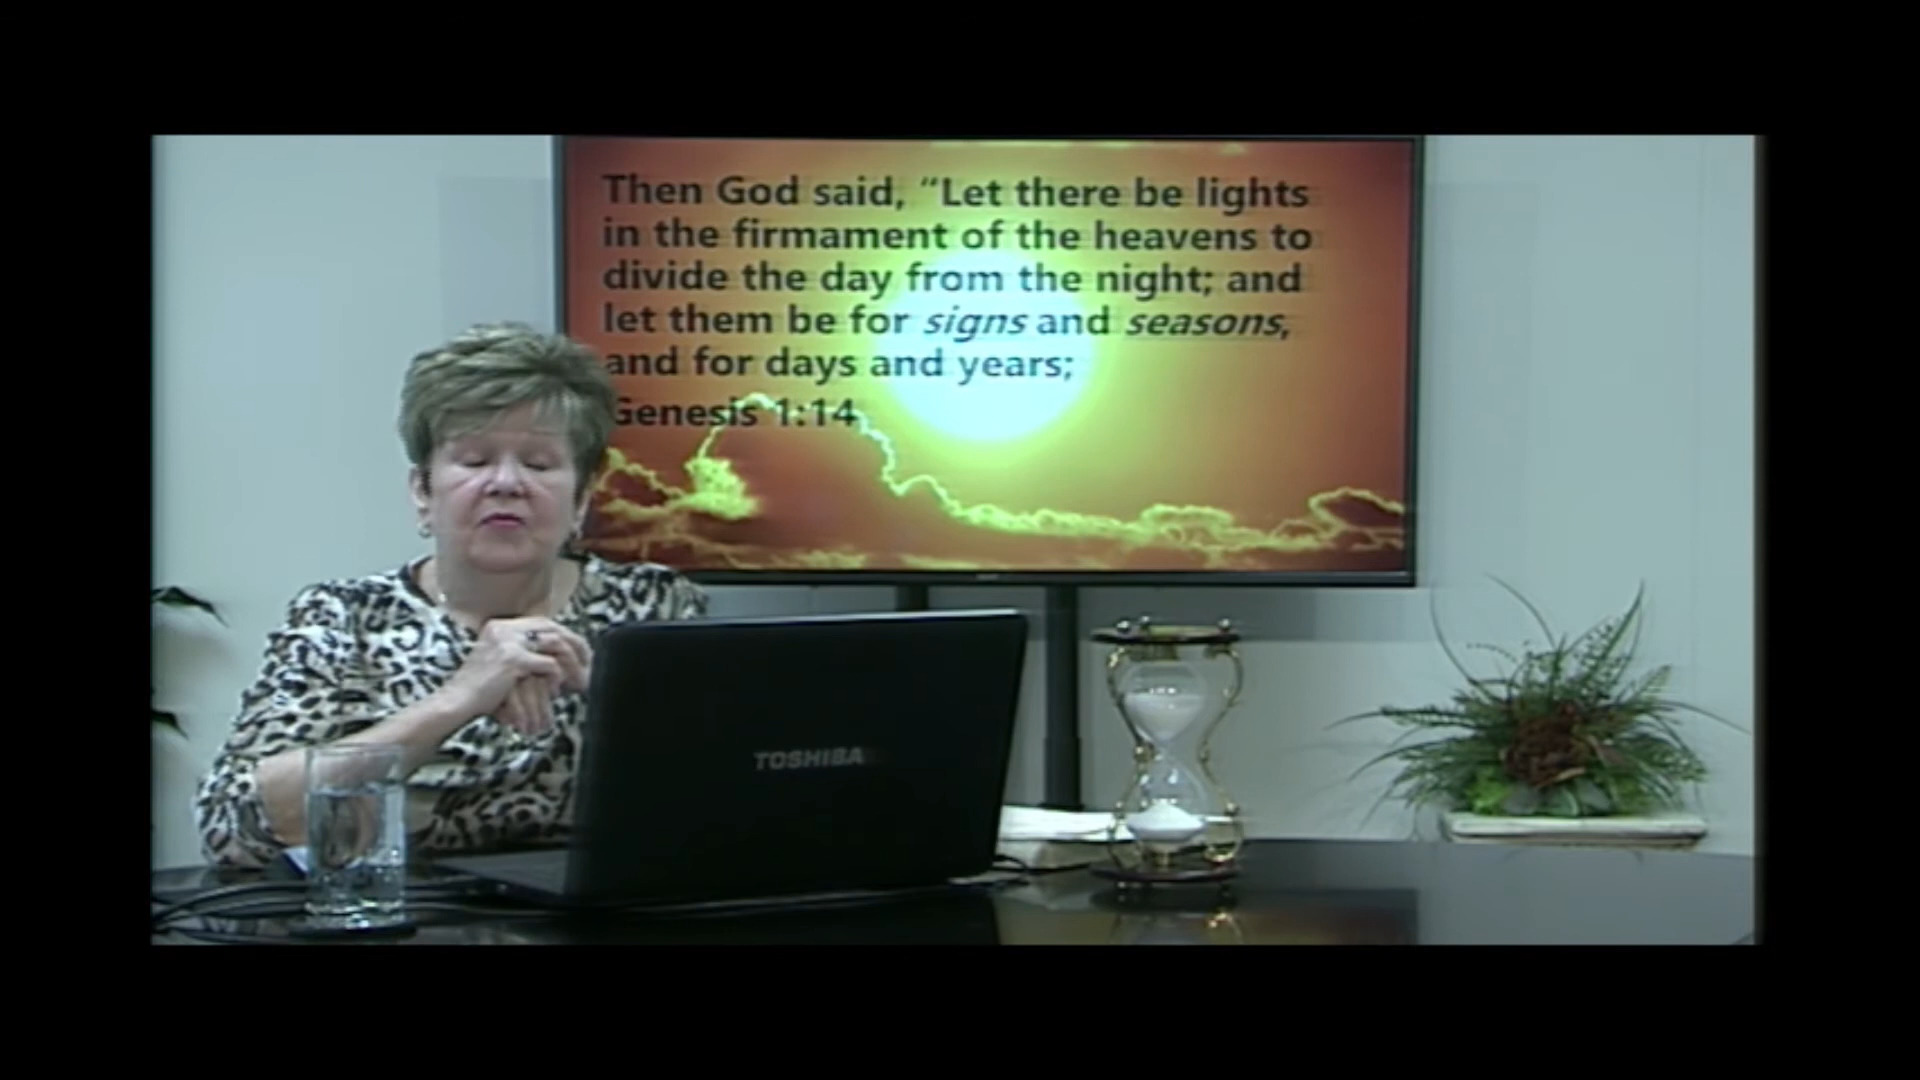 Then God said, “Let there be lights
in the firmament of the heavens to
divide the day from the night; and
let them be for signs and seasons,
and for days and years;
Genesis 1:14
TOSHIBA